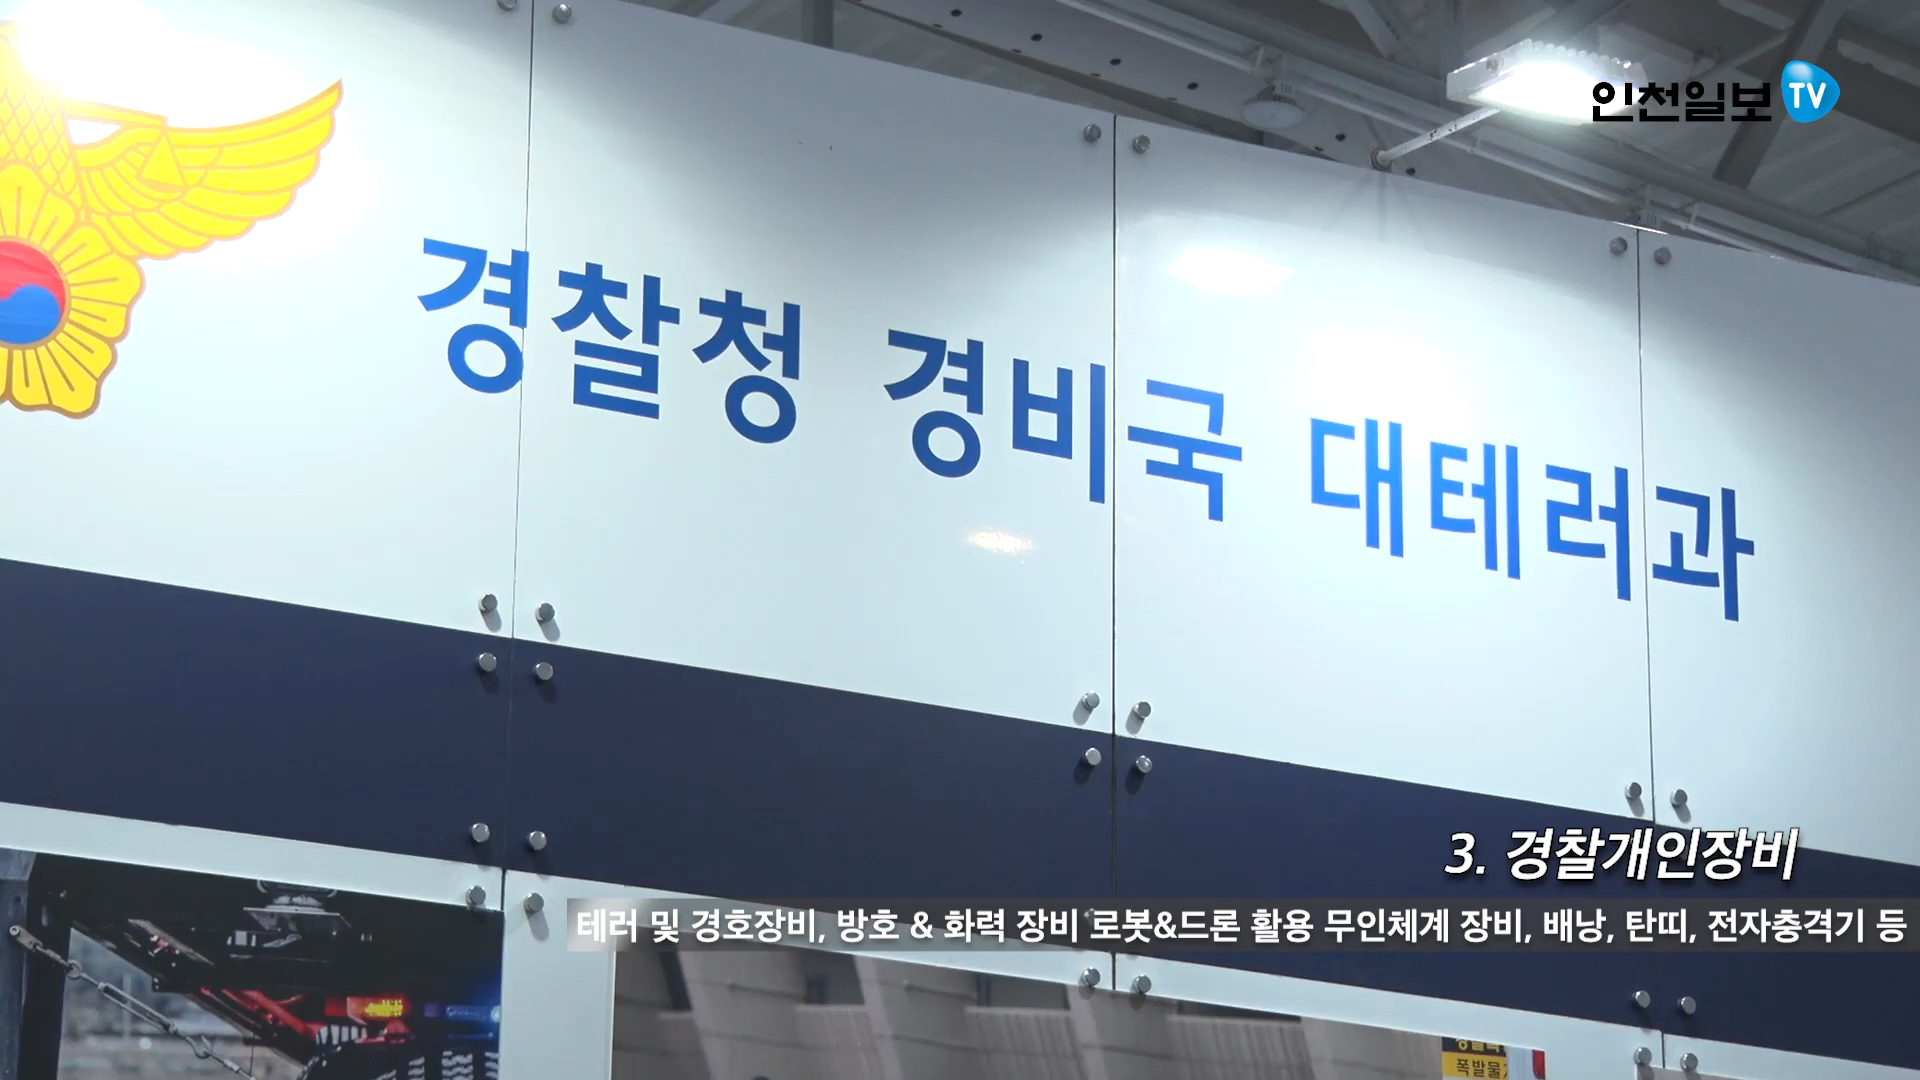 인천일보 TV
경찰청 경비국 대테러과
3. 경찰개인장비
테러 및 경호장비, 방호 & 화력 장비 로봇&드론 활용 무인체계 장비, 배낭, 탄띠, 전자충격기 등
폭발물